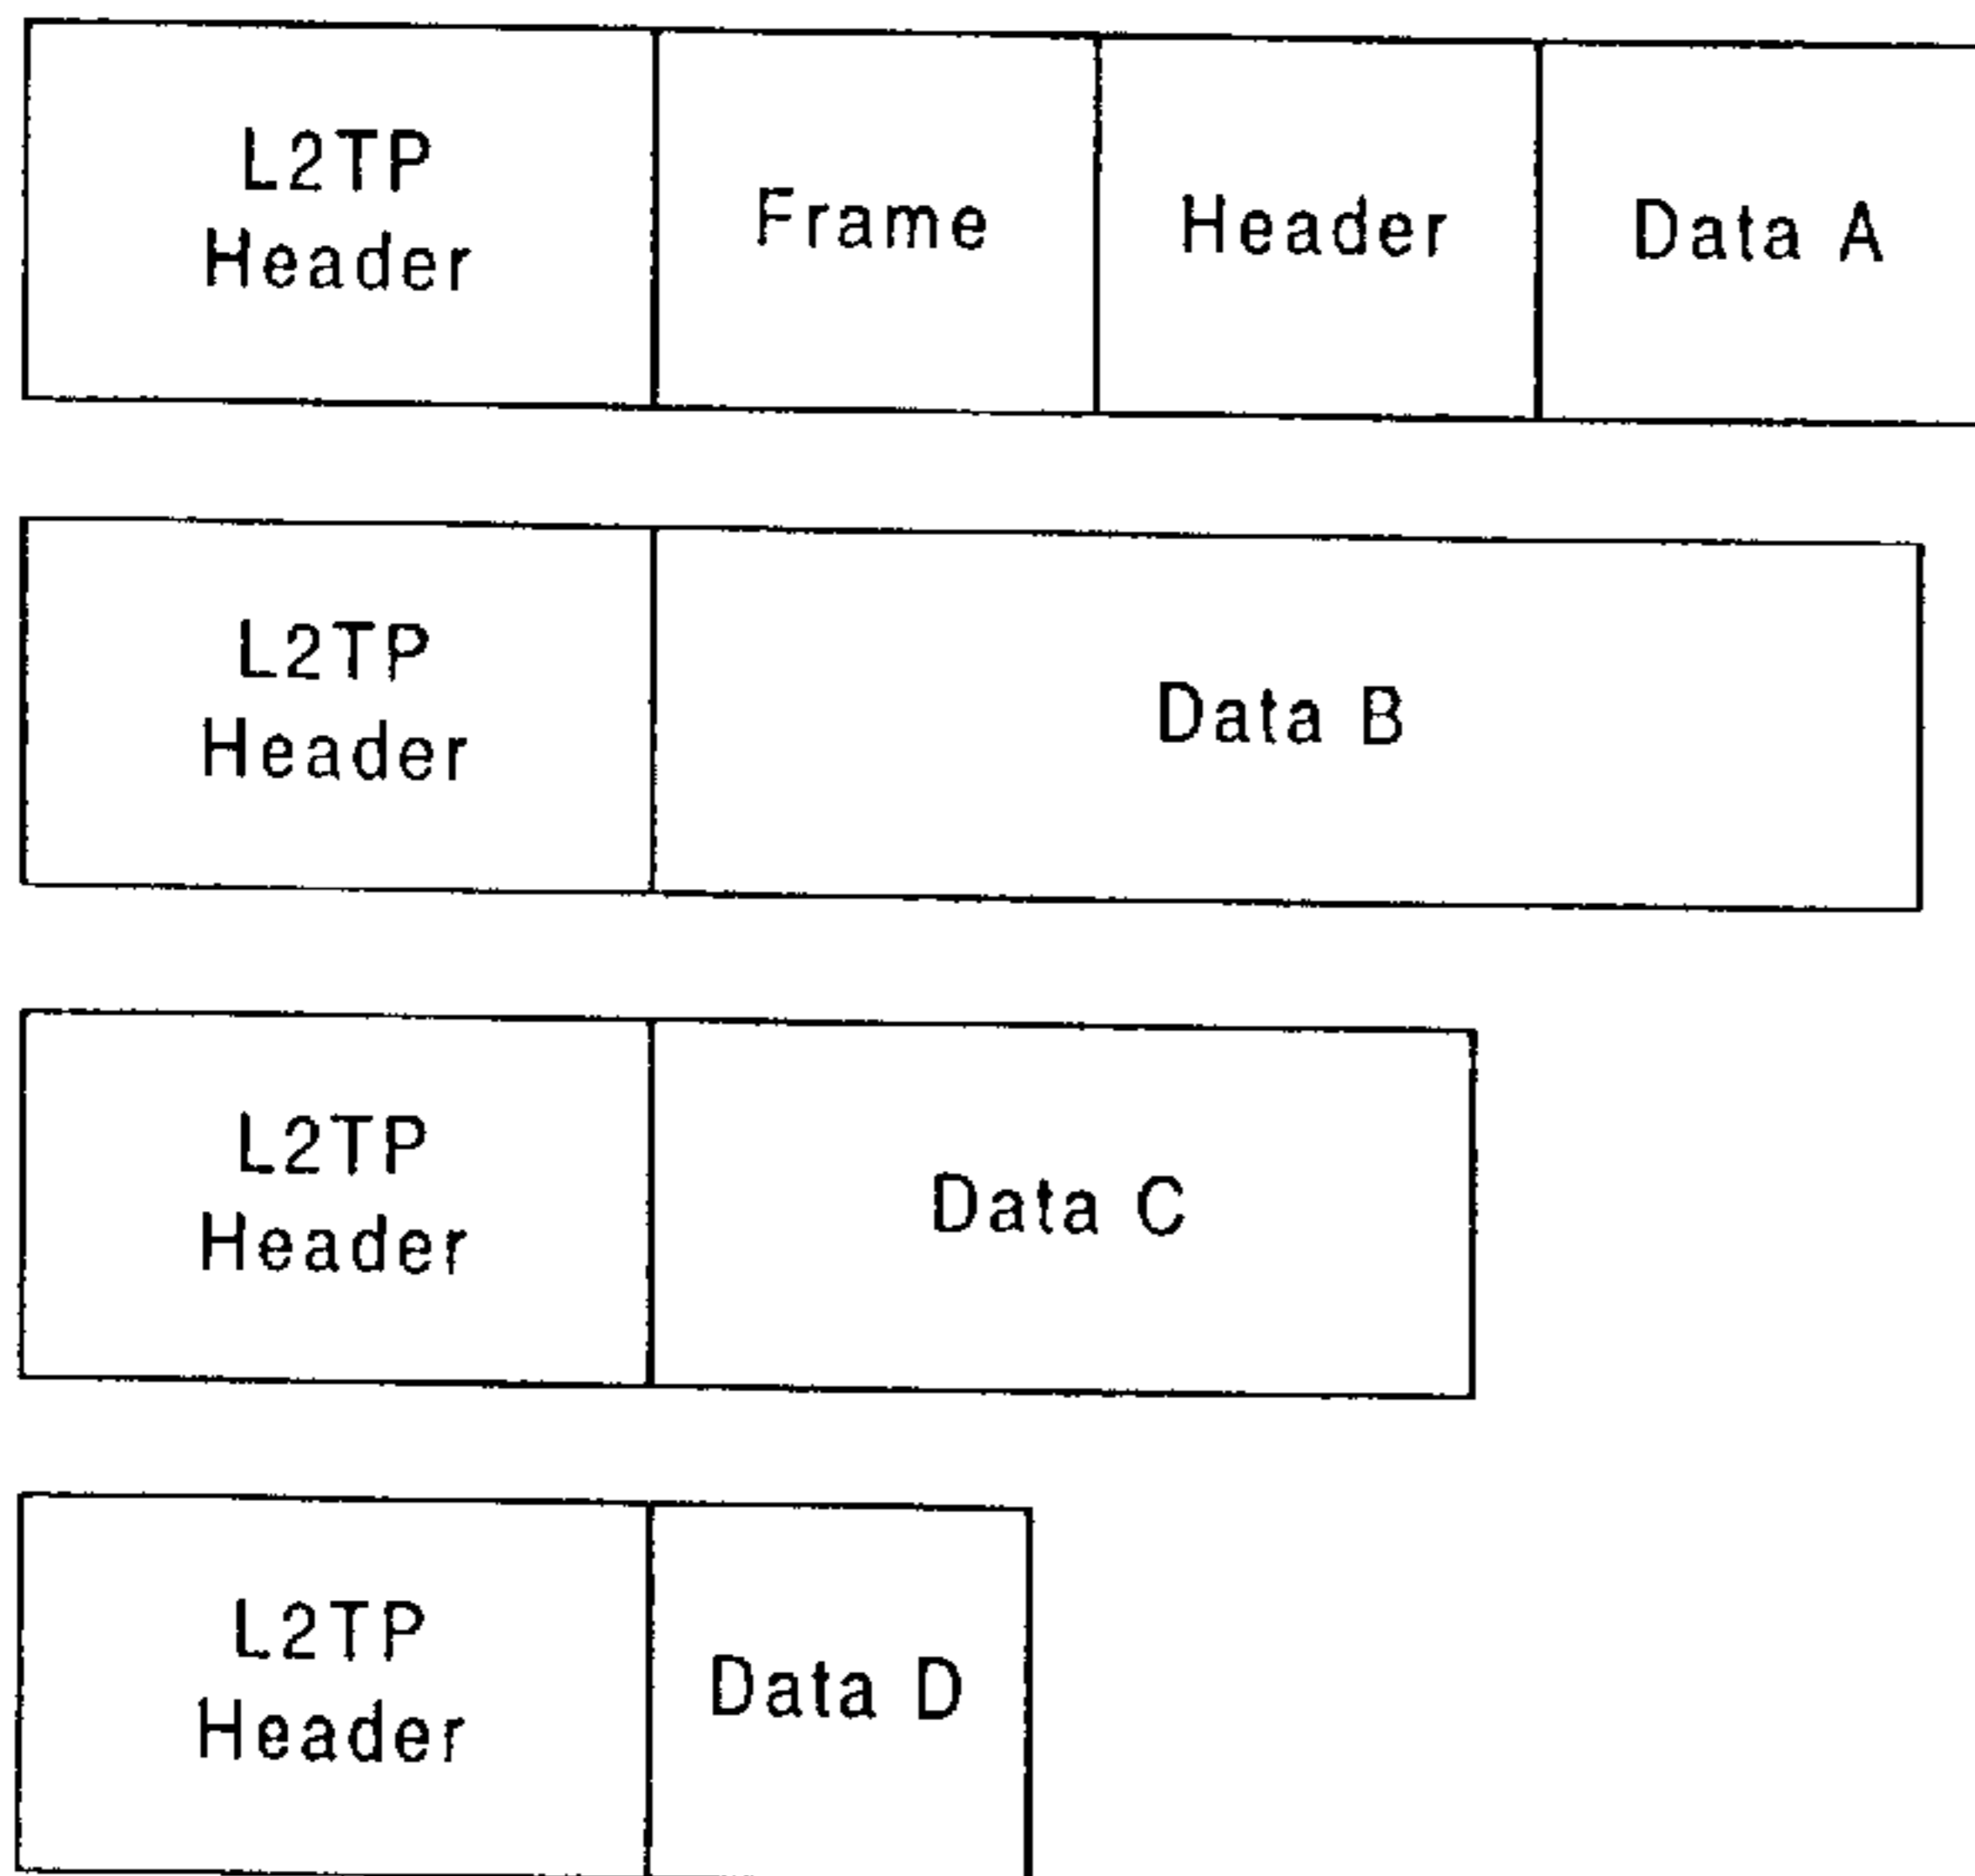 L2TP
Header
Frame
Header
Data A
L2TP
Header
Data B
L2TP
Header
Data C
L2TP
Header
Data D